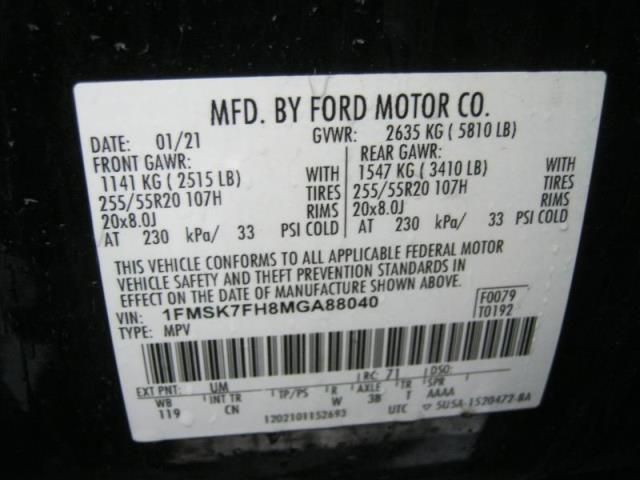 MFD. BY FORD MOTOR CO.
DATE: 01/21 GVWR: 2635 KG ( 5810 LB)
FRONT GAWR: REAR GAWR:
1141 KG ( 2515 LB) WITH 1547 KG ( 3410 LB) WITH
255/55R20 107H TIRES 255/55R20 107H TIRES
20x8.0J RIMS 20x8.0J RIMS
AT 230 kPa/ 33 PSI COLD AT 230 kPa/ 33 PSI COLD
THIS VEHICLE CONFORMS TO ALL APPLICABLE FEDERAL MOTOR
VEHICLE SAFETY AND THEFT PREVENTION STANDARDS IN
EFFECT ON THE DATE OF MANUFACTURE SHOWN ABOVE.
VIN: 1FMSK7FH8MGA88040 F0079
TYPE: MPV T0192
EXT PNT: UM RC: 71 DSO:
WB INT TR TP/PS R AXLE TR SPR
119 CN W 3B T AAAA
1202101152693 UTC ▽ 5U5A-1520472-BA